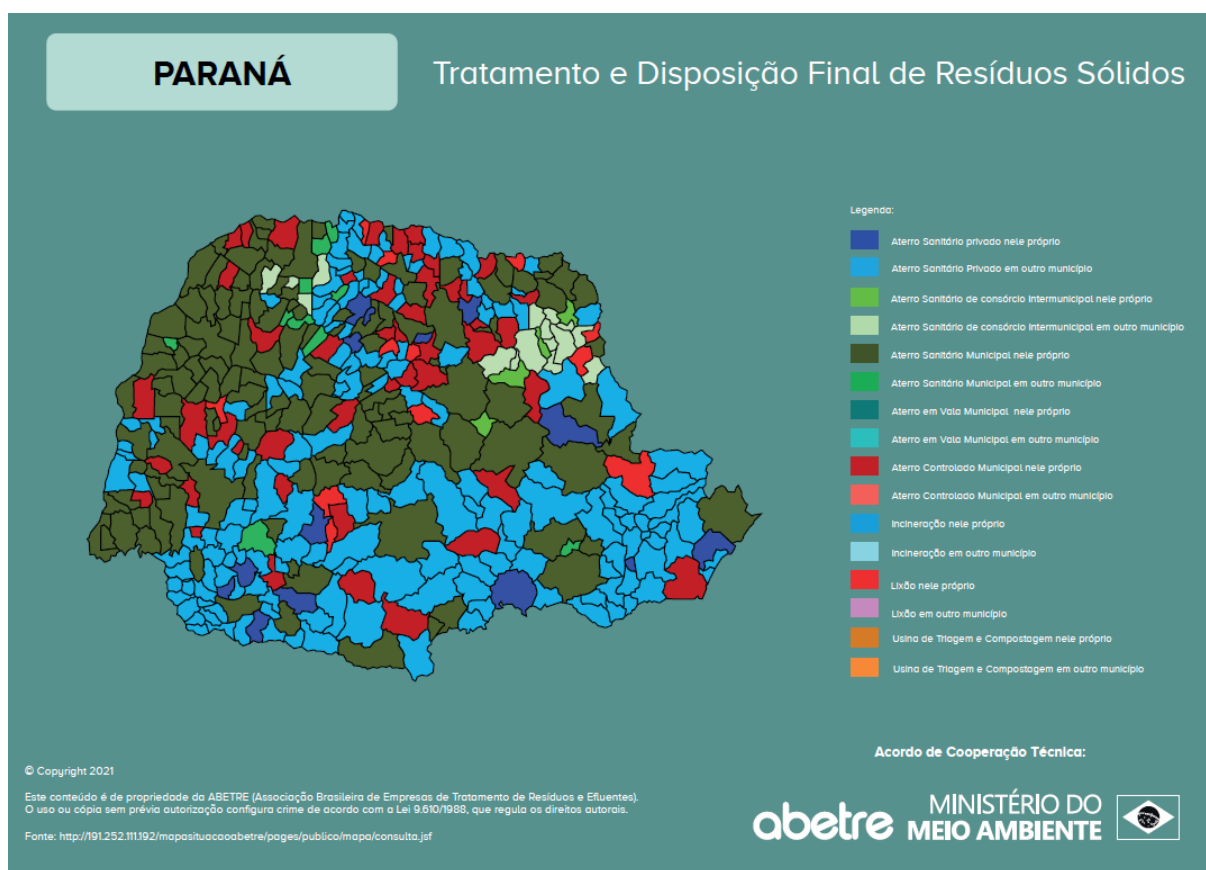 PARANÁ
Tratamento e Disposição Final de Resíduos Sólidos
Legenda:
Aterro Sanitário privado nele próprio
Aterro Sanitário Privado em outro município
Aterro Sanitário de consórcio Intermunicipal nele próprio
Aterro Sanitário de consórcio Intermunicipal em outro município
Aterro Sanitário Municipal nele próprio
Aterro Sanitário Municipal em outro município
Aterro em Vala Municipal nele próprio
Aterro em Vala Municipal em outro município
Aterro Controlado Municipal nele próprio
Aterro Controlado Municipal em outro município
Incineração nele próprio
Incineração em outro município
Lixão nele próprio
Lixão em outro município
Usina de Triagem e Compostagem nele próprio
Usina de Triagem e Compostagem em outro município
Acordo de Cooperação Técnica:
© Copyright 2021
Este conteúdo é de propriedade da ABETRE (Associação Brasileira de Empresas de Tratamento de Resíduos e Efluentes).
O uso ou cópia sem prévia autorização configura crime de acordo com a Lei 9.610/1988, que regula os direitos autorais.
Fonte: http://191.252.111.192/mapasituacaoabetre/pages/publico/mapa/consulta.jsf
abetre
MINISTÉRIO DO
MEIO AMBIENTE